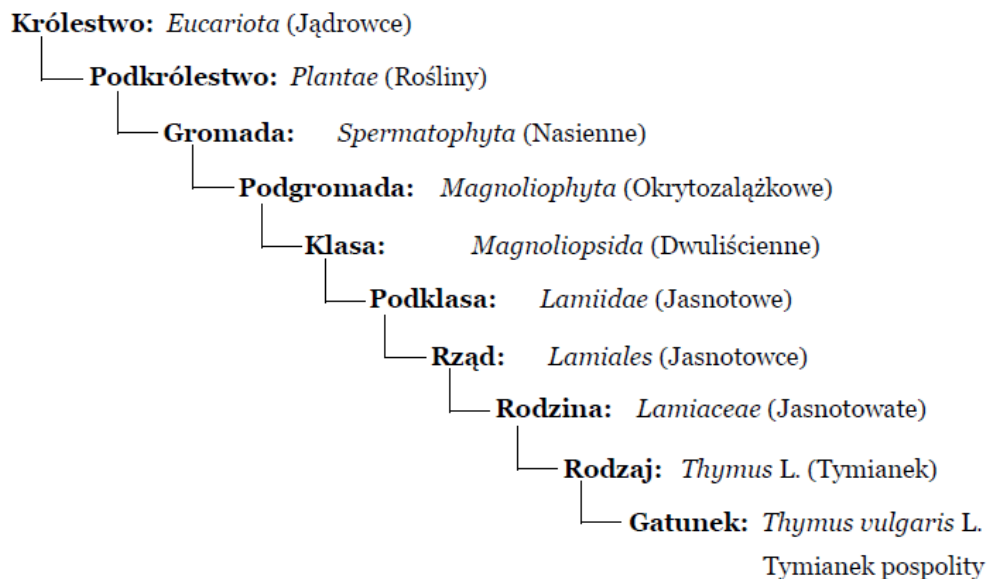 Królestwo: Eucariota (Jądrowce)
Podkrólestwo: Plantae (Rośliny)
Gromada: Spermatophyta (Nasienne)
Podgromada: Magnoliophyta (Okrytozalążkowe)
Klasa: Magnoliopsida (Dwuliścienne)
Podklasa: Lamiidae (Jasnotowe)
Rząd: Lamiales (Jasnotowce)
Rodzina: Lamiaceae (Jasnotowate)
Rodzaj: Thymus L. (Tymianek)
Gatunek: Thymus vulgaris L.
Tymianek pospolity